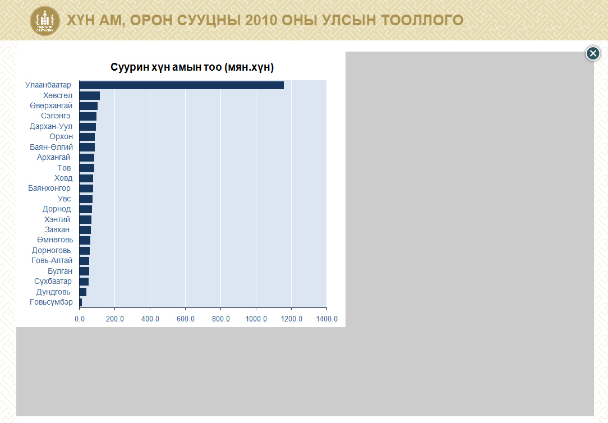 ХҮН АМ, ОРОН СУУЦНЫ 2010 ОНЫ УЛСЫН ТООЛЛОГО
Суурин хүн амын тоо (мян.хүн)
Улаанбаатар
Хөвсгөл
Өвөрхангай
Сэлэнгэ
Дархан-Уул
Орхон
Баян-Өлгий
Архангай
Төв
Ховд
Баянхонгор
Увс
Дорнод
Хэнтий
Завхан
Өмнөговь
Дорноговь
Говь-Алтай
Булган
Сүхбаатар
Дундговь
Говьсүмбэр
0.0 200.0 400.0 600.0 800.0 1000.0 1200.0 1400.0